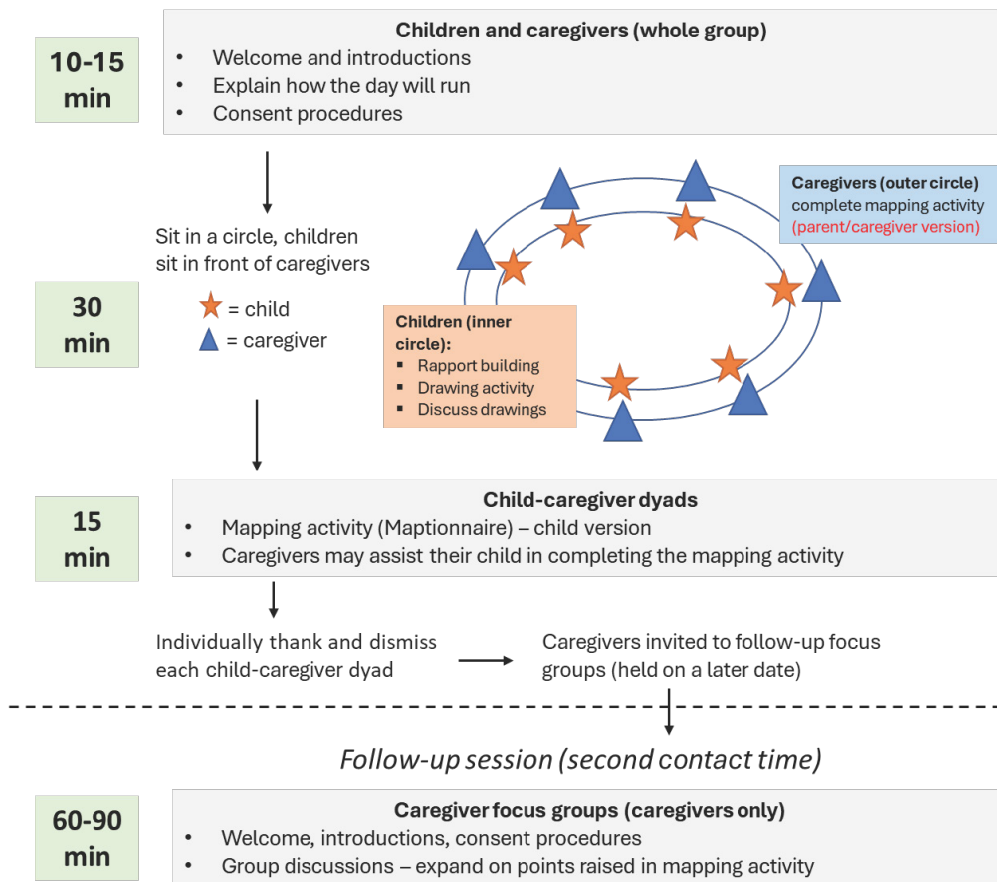 10-15
min
Children and caregivers (whole group)
• Welcome and introductions
• Explain how the day will run
• Consent procedures
Sit in a circle, children
sit in front of caregivers
= child
= caregiver
30
min
Caregivers (outer circle)
complete mapping activity
(parent/caregiver version)
Children (inner
circle):
▪ Rapport building
▪ Drawing activity
▪ Discuss drawings
15
min
Child-caregiver dyads
• Mapping activity (Maptionnaire) – child version
• Caregivers may assist their child in completing the mapping activity
Individually thank and dismiss
each child-caregiver dyad
Caregivers invited to follow-up focus
groups (held on a later date)
Follow-up session (second contact time)
60-90
min
Caregiver focus groups (caregivers only)
• Welcome, introductions, consent procedures
• Group discussions – expand on points raised in mapping activity